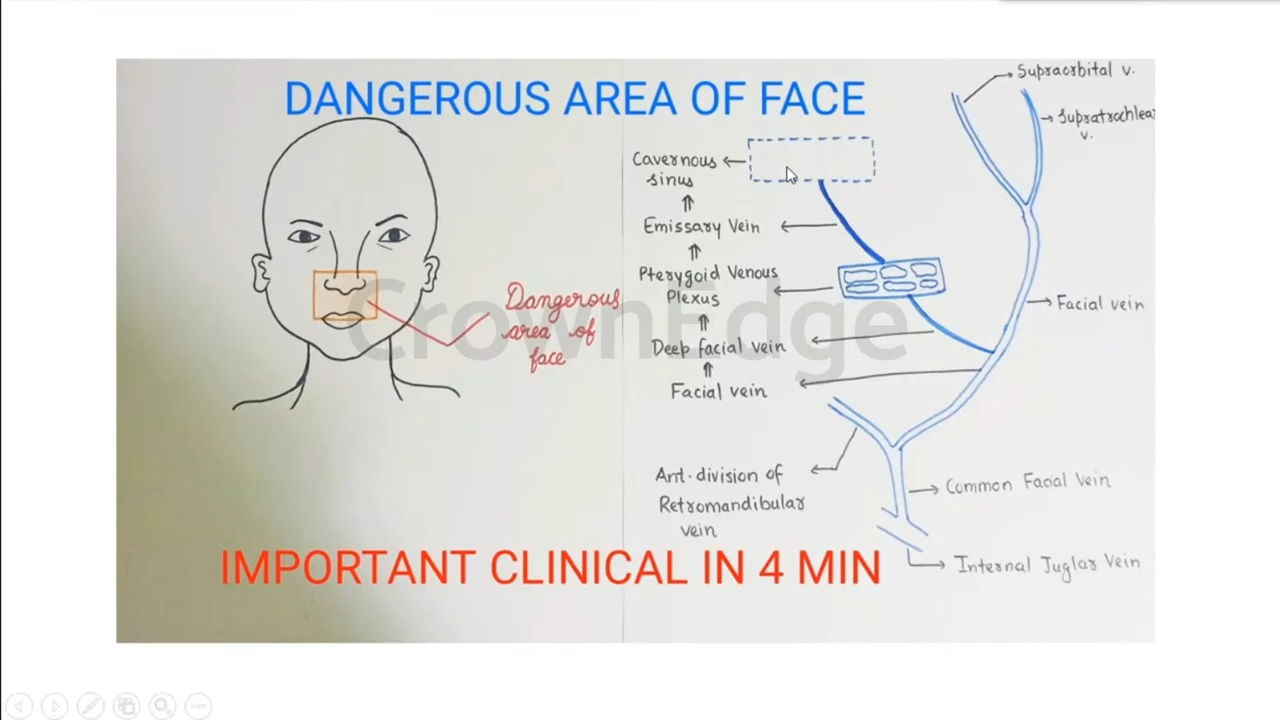 DANGEROUS AREA OF FACE
Supraorbital v.
Supratrochlear
v.
Cavernous
sinus
Emissary Vein
Pterygoid Venous
Plexus
Deep facial vein
Facial vein
Facial vein
Dangerous
area of
face
CrownEdge
Ant. division of
Retromandibular
vein
Common Facial Vein
Internal Juglar Vein
IMPORTANT CLINICAL IN 4 MIN